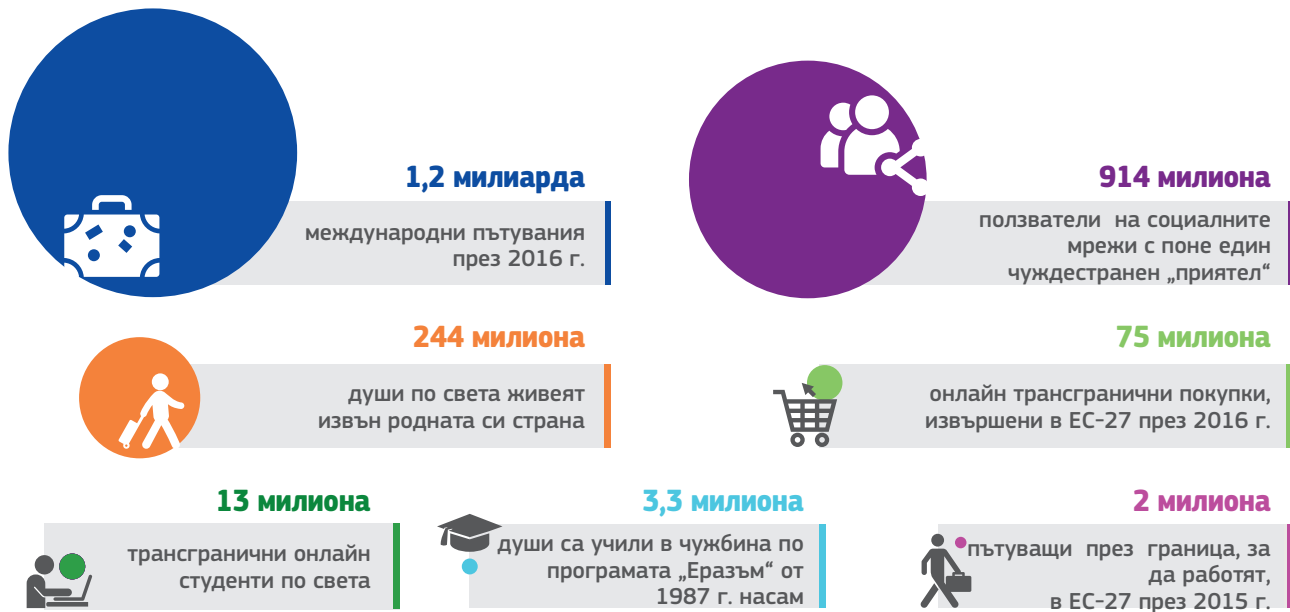 1,2 милиарда
международни пътувания
през 2016 г.
914 милиона
ползватели на социалните
мрежи с поне един
чуждестранен „приятел“
244 милиона
души по света живеят
извън родната си страна
75 милиона
онлайн трансгранични покупки,
извършени в ЕС-27 през 2016 г.
13 милиона
трансгранични онлайн
студенти по света
3,3 милиона
души са учили в чужбина по
програмата „Еразъм“ от
1987 г. насам
2 милиона
пътуващи през граница, за
да работят,
в ЕС-27 през 2015 г.